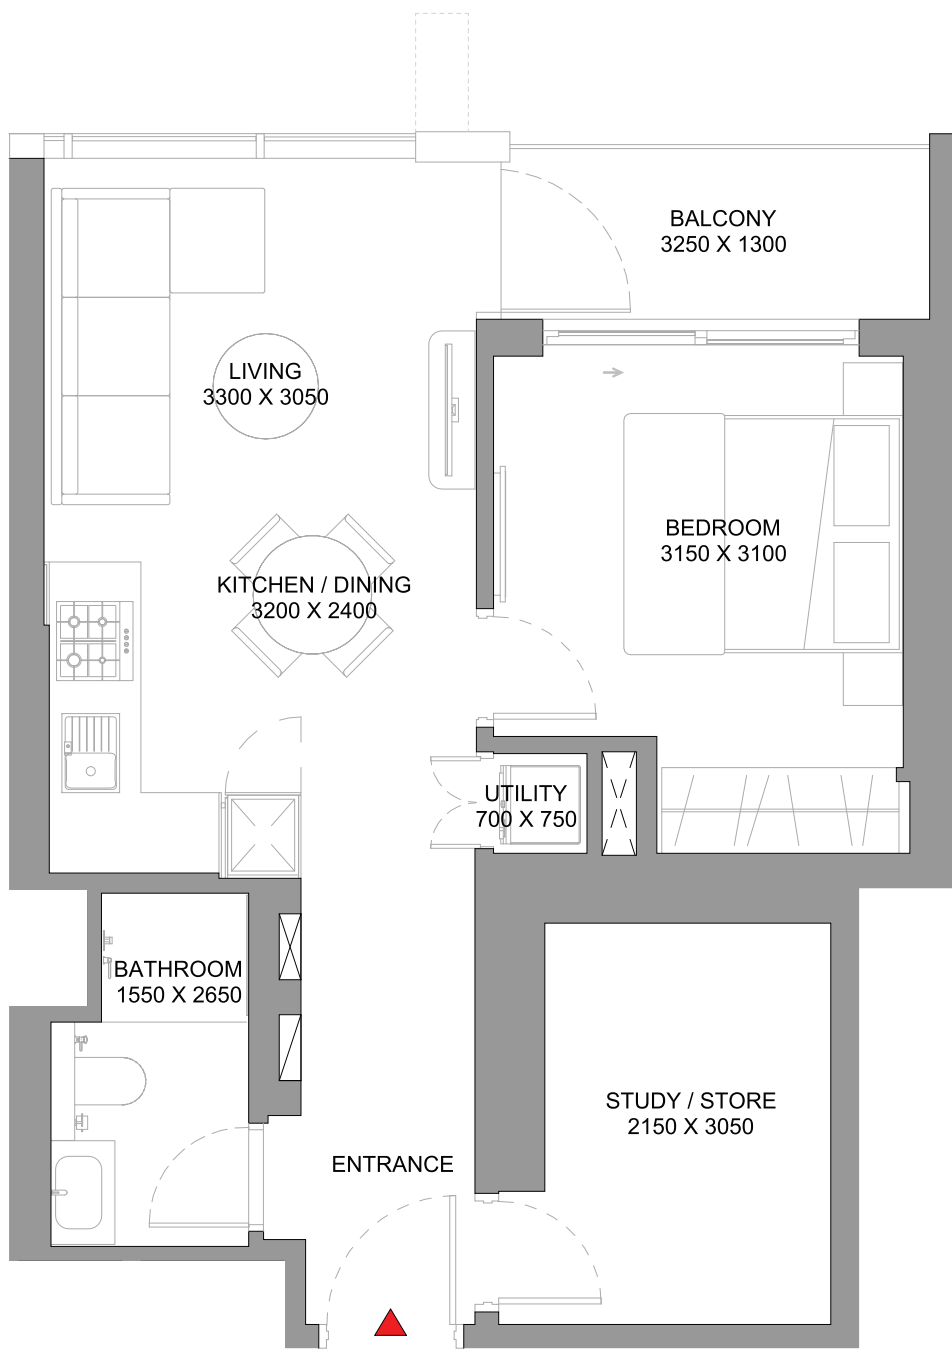 BALCONY
3250 X 1300
LIVING
3300 X 3050
BEDROOM
3150 X 3100
KITCHEN / DINING
3200 X 2400
UTILITY
700 X 750
BATHROOM
1550 X 2650
STUDY / STORE
2150 X 3050
ENTRANCE